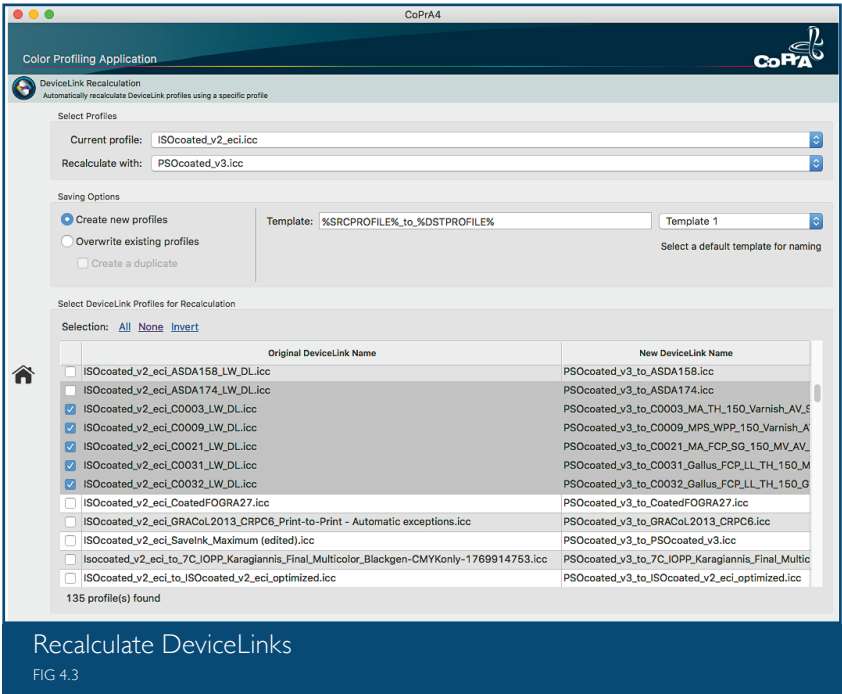 CoPrA4
Color Profiling Application
CoPrA
DeviceLink Recalculation
Automatically recalculate DeviceLink profiles using a specific profile
Select Profiles
Current profile: ISOcoated_v2_eci.icc
Recalculate with: PSOcoated_v3.icc
Saving Options
Create new profiles
Template: %SRCPROFILE%_to_%DSTPROFILE% Template 1
Overwrite existing profiles
Select a default template for naming
Create a duplicate
Select DeviceLink Profiles for Recalculation
Selection: All None Invert
Original DeviceLink Name New DeviceLink Name
ISOcoated_v2_eci_ASDA158_LW_DL.icc PSOcoated_v3_to_ASDA158.icc
ISOcoated_v2_eci_ASDA174_LW_DL.icc PSOcoated_v3_to_ASDA174.icc
ISOcoated_v2_eci_C0003_LW_DL.icc PSOcoated_v3_to_C0003_MA_TH_150_Varnish_AV_S
ISOcoated_v2_eci_C0009_LW_DL.icc PSOcoated_v3_to_C0009_MPS_WPP_150_Varnish_A
ISOcoated_v2_eci_C0021_LW_DL.icc PSOcoated_v3_to_C0021_MA_FCP_SG_150_MV_AV_
ISOcoated_v2_eci_C0031_LW_DL.icc PSOcoated_v3_to_C0031_Gallus_FCP_LL_TH_150_M
ISOcoated_v2_eci_C0032_LW_DL.icc PSOcoated_v3_to_C0032_Gallus_FCP_LL_TH_150_G
ISOcoated_v2_eci_CoatedFOGRA27.icc PSOcoated_v3_to_CoatedFOGRA27.icc
ISOcoated_v2_eci_GRACoL2013_CRPC6_Print-to-Print - Automatic exceptions.icc PSOcoated_v3_to_GRACoL2013_CRPC6.icc
ISOcoated_v2_eci_SaveInk_Maximum (edited).icc PSOcoated_v3_to_PSOcoated_v3.icc
Isocoated_v2_eci_to_7C_IOPP_Karagiannis_Final_Multicolor_Blackgen-CMYKonly-1769914753.icc PSOcoated_v3_to_7C_IOPP_Karagiannis_Final_Multic
ISOcoated_v2_eci_to_ISOcoated_v2_eci_optimized.icc PSOcoated_v3_to_ISOcoated_v2_eci_optimized.icc
135 profile(s) found
Recalculate DeviceLinks
FIG 4.3